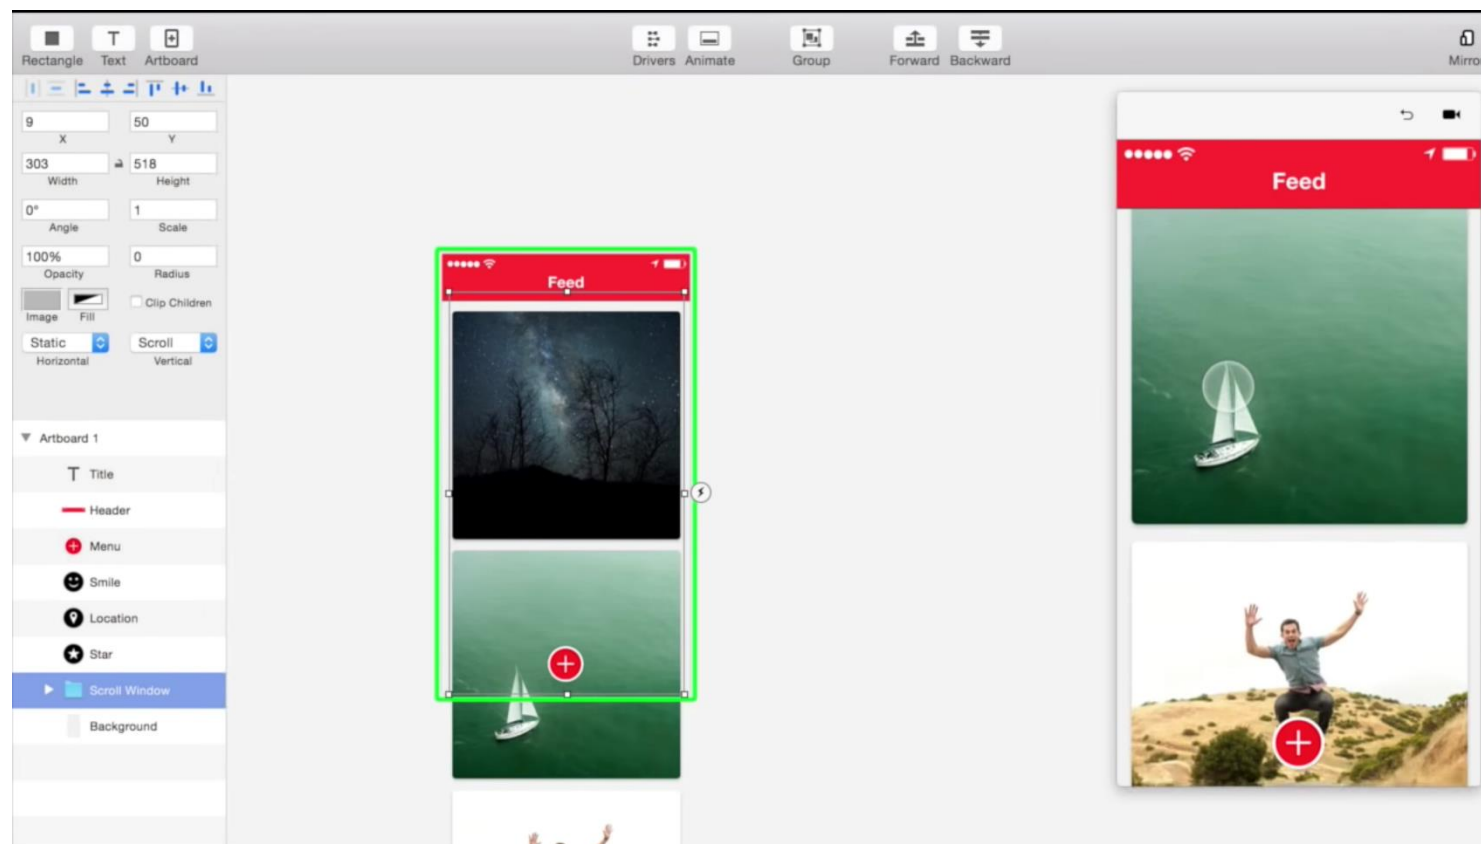 Rectangle Text Artboard Drivers Animate Group Forward Backward Mirro
9 50
X Y
303 518
Width Height
0° 1
Angle Scale
100% 0
Opacity Radius
Image Fill Clip Children
Static Scroll
Horizontal Vertical
Artboard 1
Title
Header
Menu
Smile
Location
Star
Scroll Window
Background
Feed
Feed